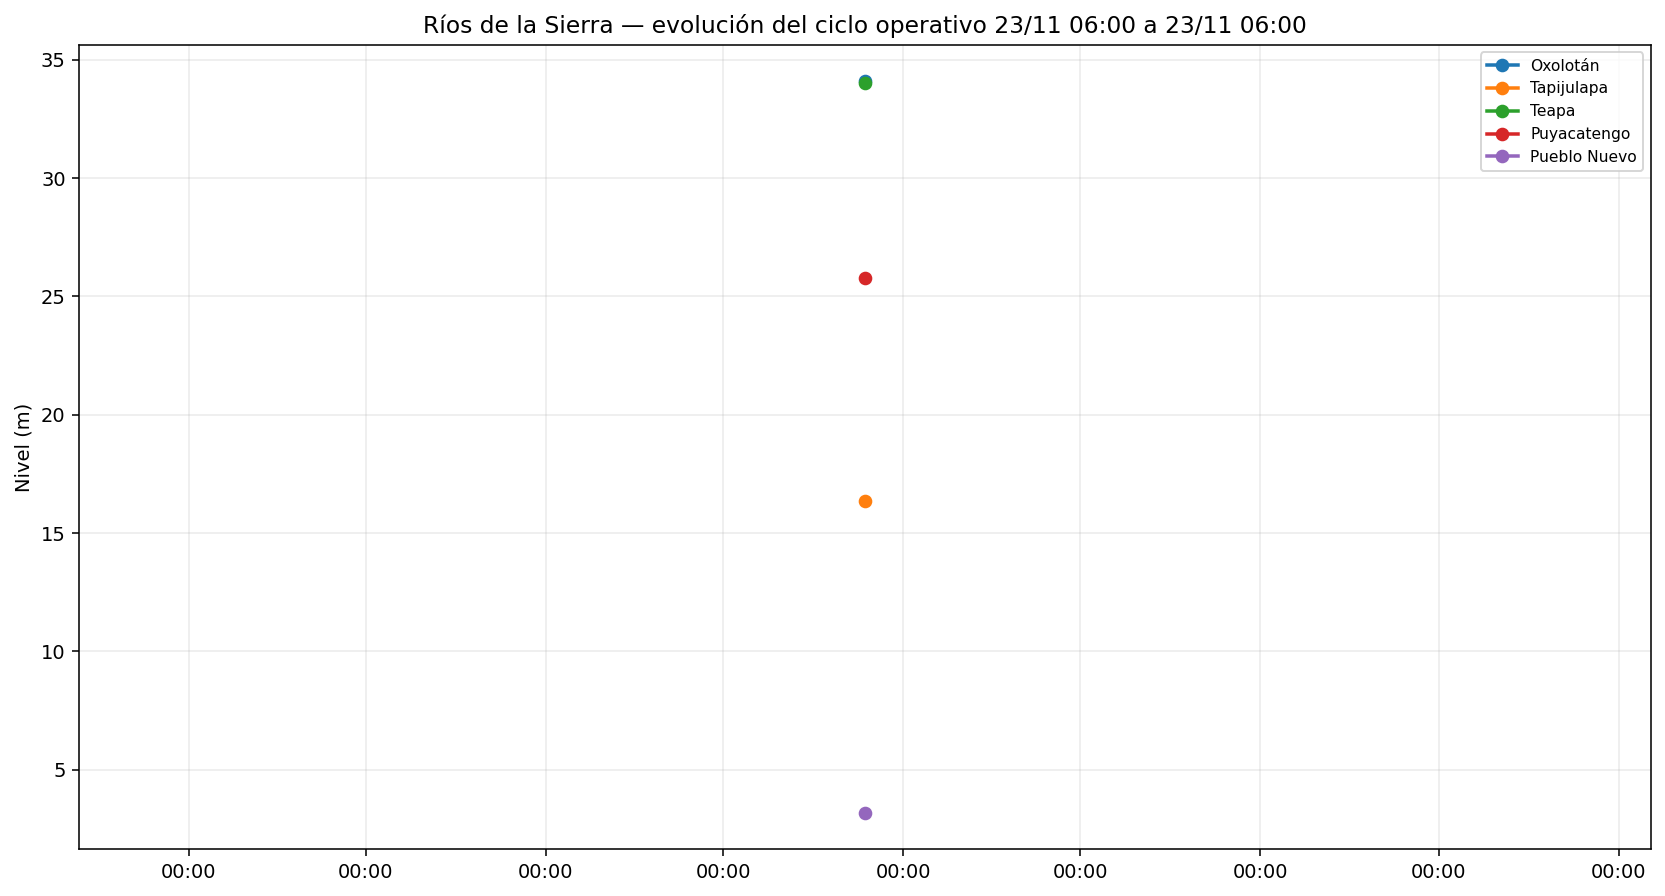 Ríos de la Sierra — evolución del ciclo operativo 23/11 06:00 a 23/11 06:00
Oxolotán
Tapijulapa
Teapa
Puyacatengo
Pueblo Nuevo
Nivel (m)
35
30
25
20
15
10
5
00:00 00:00 00:00 00:00 00:00 00:00 00:00 00:00 00:00